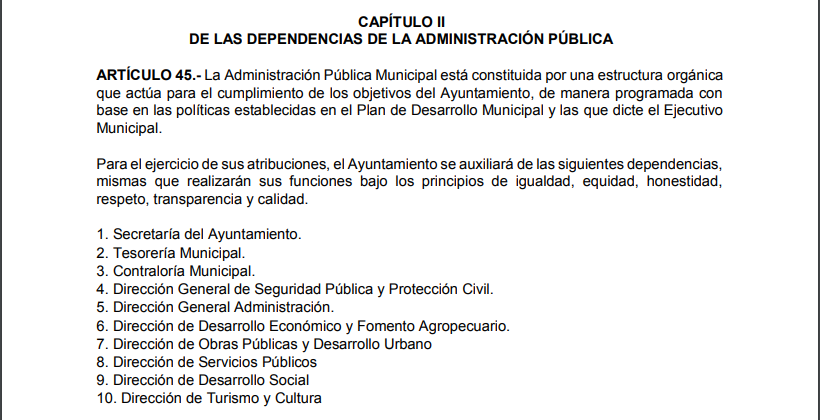 CAPÍTULO II
DE LAS DEPENDENCIAS DE LA ADMINISTRACIÓN PÚBLICA
ARTÍCULO 45.- La Administración Pública Municipal está constituida por una estructura orgánica
que actúa para el cumplimiento de los objetivos del Ayuntamiento, de manera programada con
base en las políticas establecidas en el Plan de Desarrollo Municipal y las que dicte el Ejecutivo
Municipal.
Para el ejercicio de sus atribuciones, el Ayuntamiento se auxiliará de las siguientes dependencias,
mismas que realizarán sus funciones bajo los principios de igualdad, equidad, honestidad,
respeto, transparencia y calidad.
1. Secretaría del Ayuntamiento.
2. Tesorería Municipal.
3. Contraloría Municipal.
4. Dirección General de Seguridad Pública y Protección Civil.
5. Dirección General Administración.
6. Dirección de Desarrollo Económico y Fomento Agropecuario.
7. Dirección de Obras Públicas y Desarrollo Urbano
8. Dirección de Servicios Públicos
9. Dirección de Desarrollo Social
10. Dirección de Turismo y Cultura